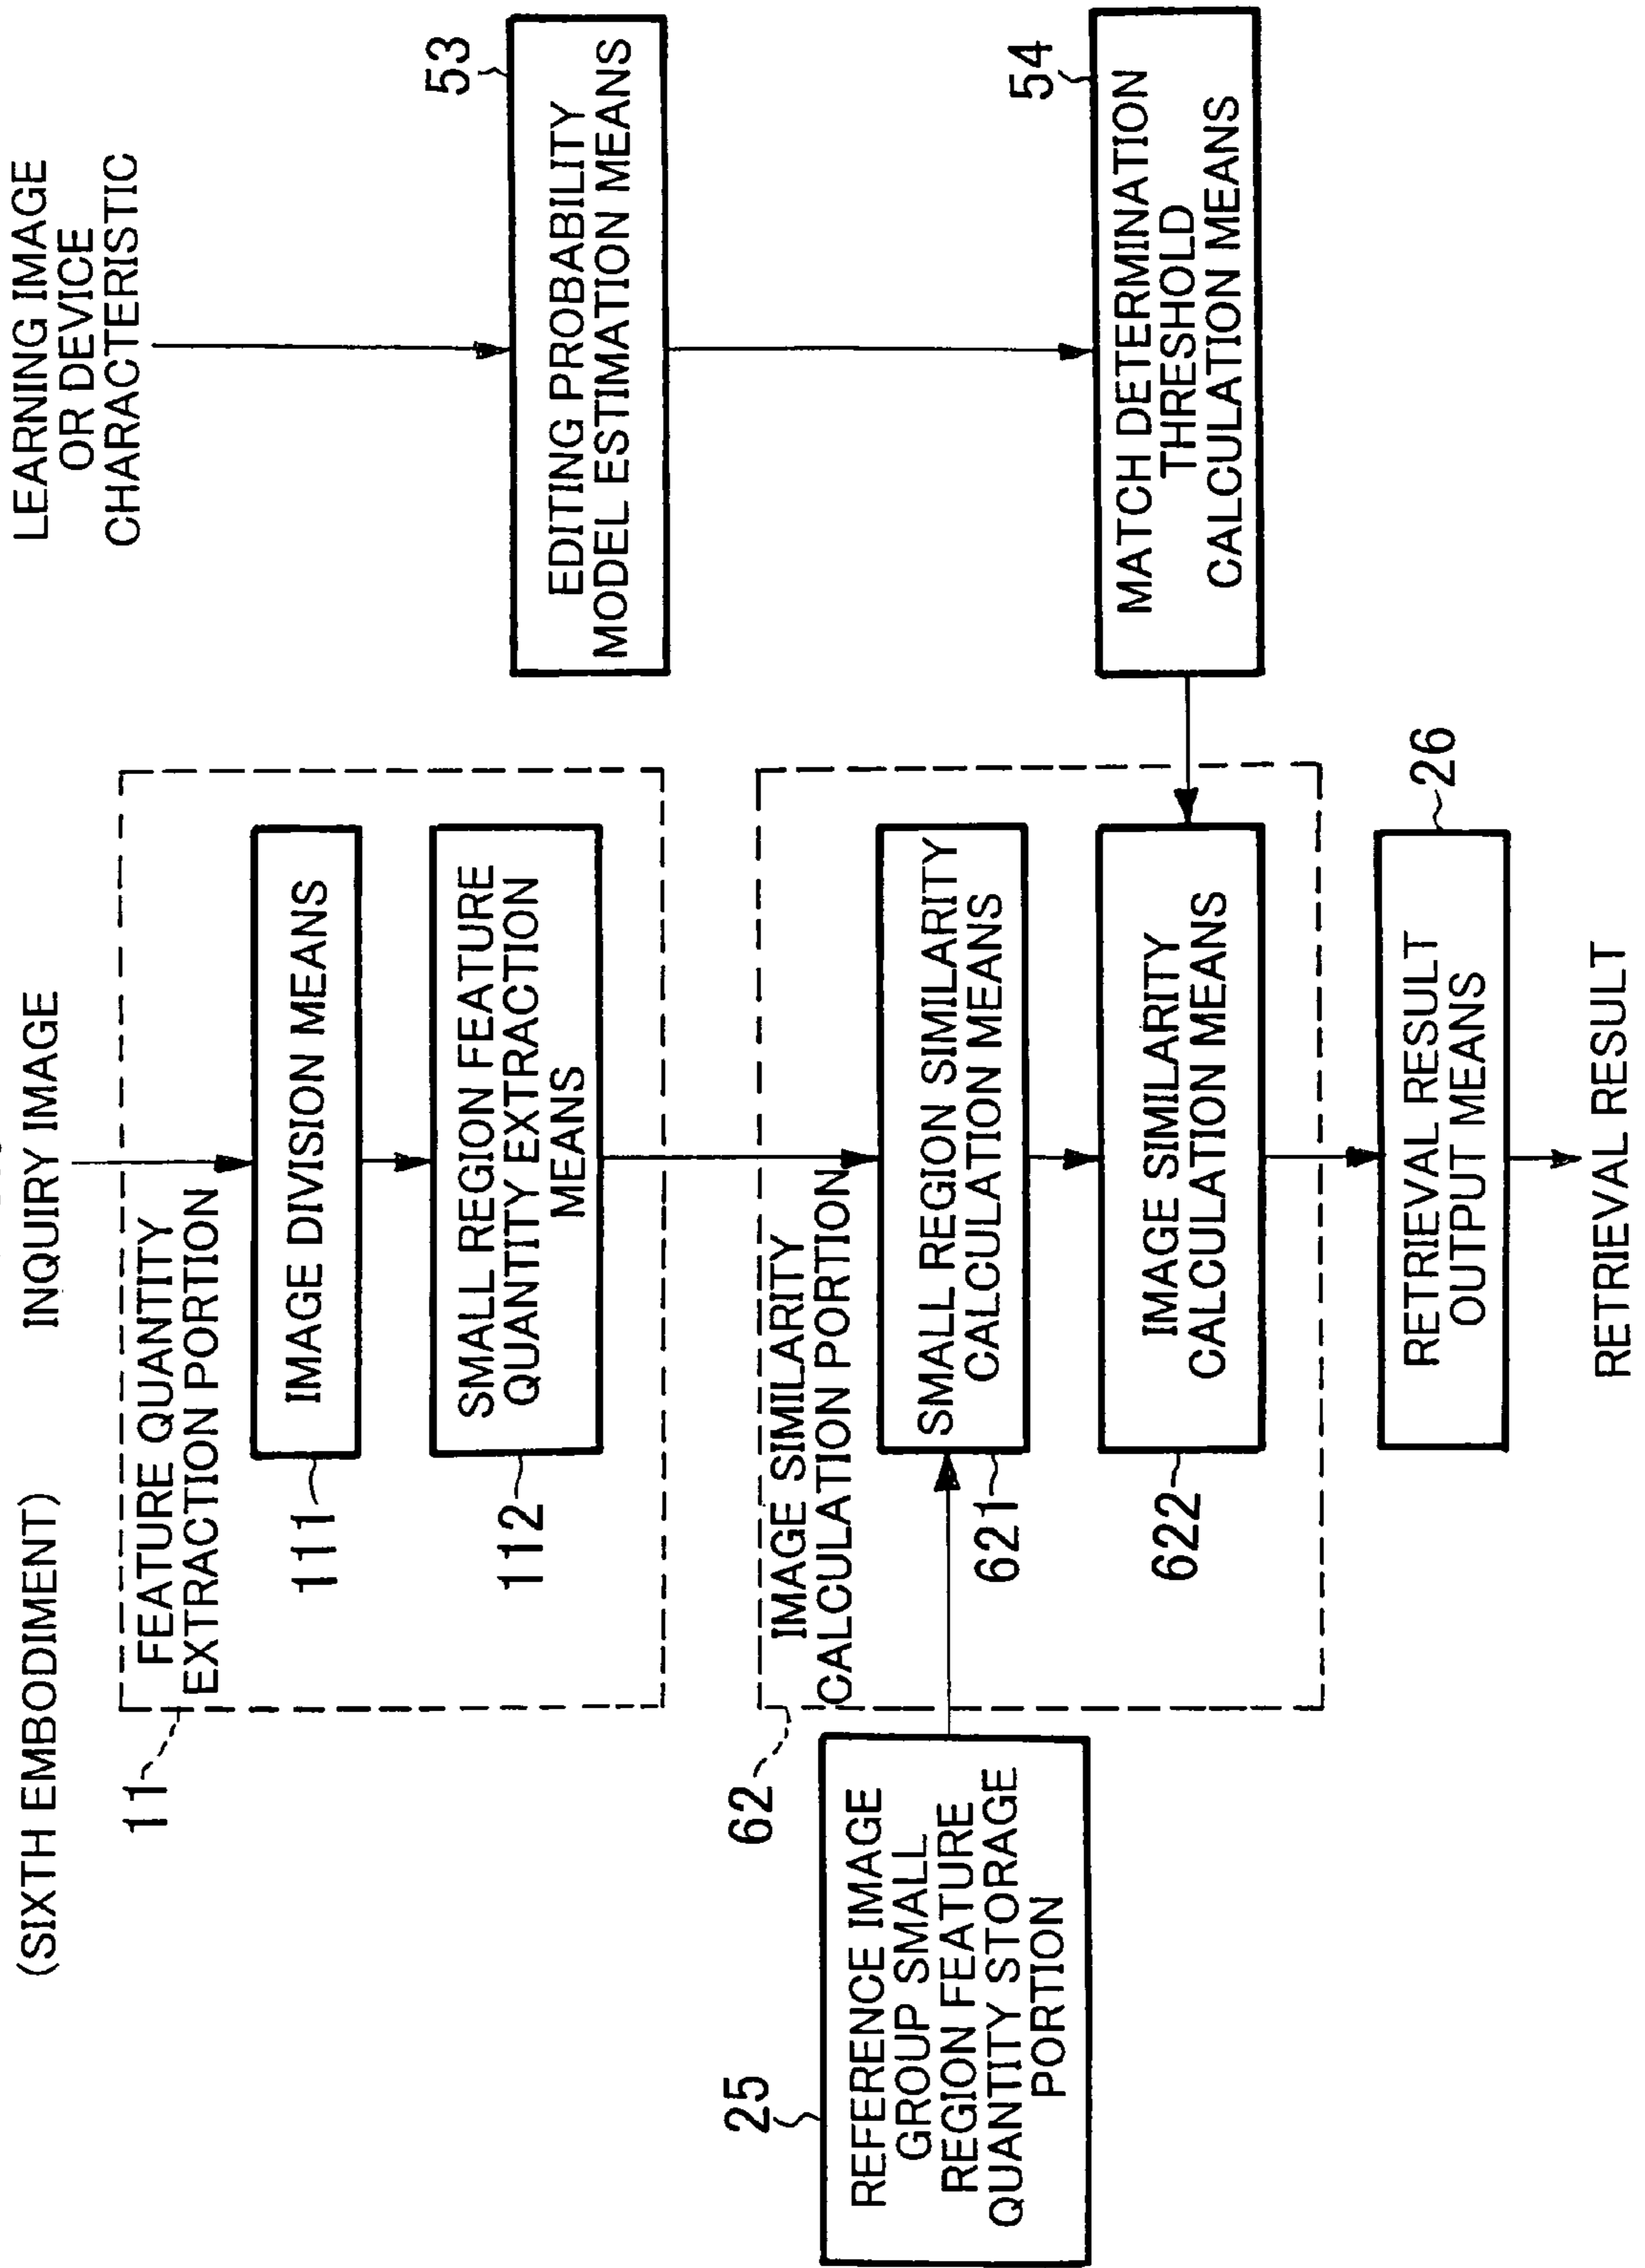 (SIXTH EMBODIMENT)
INQUIRY IMAGE
LEARNING IMAGE
OR DEVICE
CHARACTERISTIC
11
FEATURE QUANTITY
EXTRACTION PORTION
IMAGE DIVISION MEANS
111
SMALL REGION FEATURE
QUANTITY EXTRACTION
MEANS
112
53
EDITING PROBABILITY
MODEL ESTIMATION MEANS
62
IMAGE SIMILARITY
CALCULATION PORTION
25
REFERENCE IMAGE
GROUP SMALL
REGION FEATURE
QUANTITY STORAGE
PORTION
SMALL REGION SIMILARITY
CALCULATION MEANS
621
IMAGE SIMILARITY
CALCULATION MEANS
622
54
MATCH DETERMINATION
THRESHOLD
CALCULATION MEANS
26
RETRIEVAL RESULT
OUTPUT MEANS
RETRIEVAL RESULT